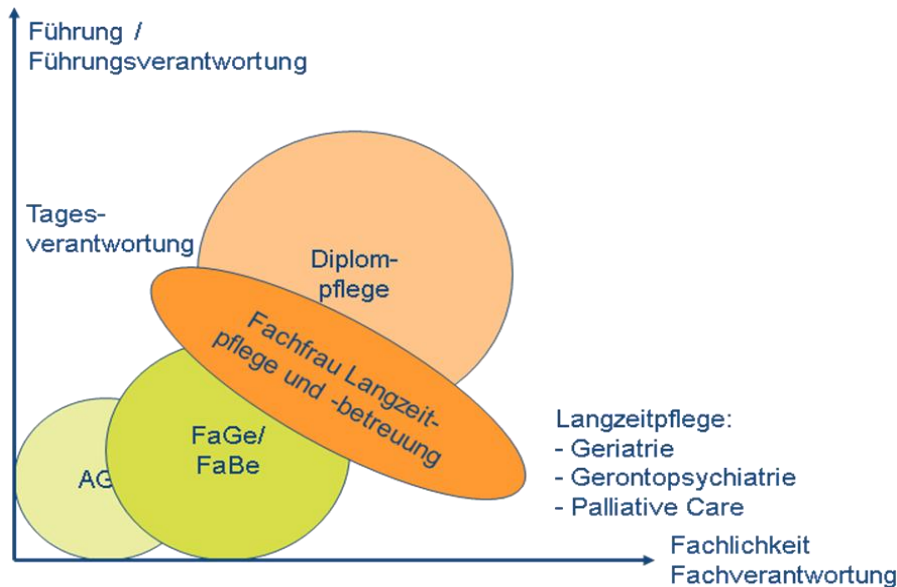 Führung /
Führungsverantwortung
Tages-
verantwortung
Diplom-
pflege
Fachfrau Langzeit-
pflege und -betreuung
FaGe/
FaBe
AG
Langzeitpflege:
- Geriatrie
- Gerontopsychiatrie
- Palliative Care
Fachlichkeit
Fachverantwortung